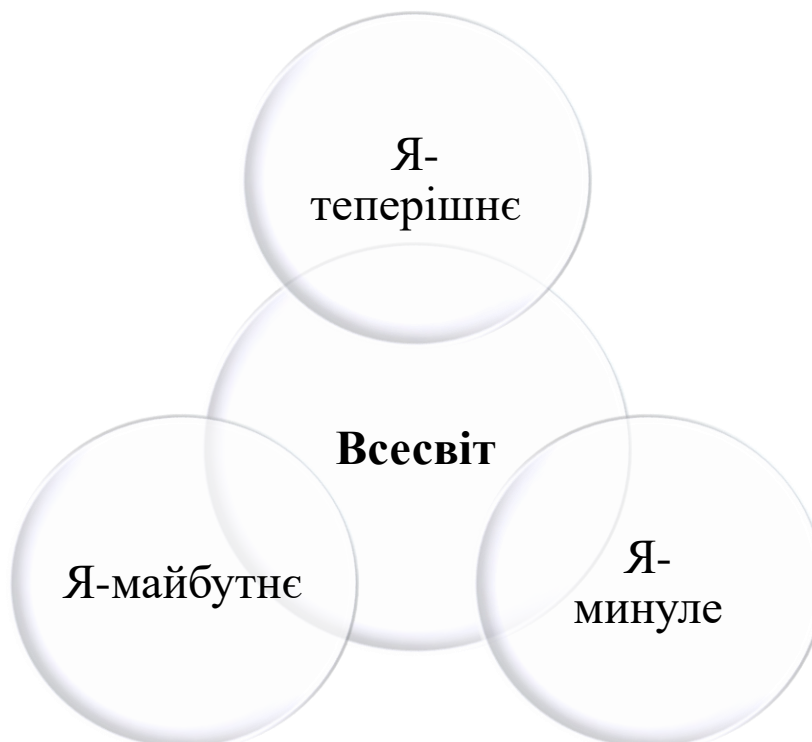 Я-
теперішнє
Всесвіт
Я-майбутнє
Я-
минуле